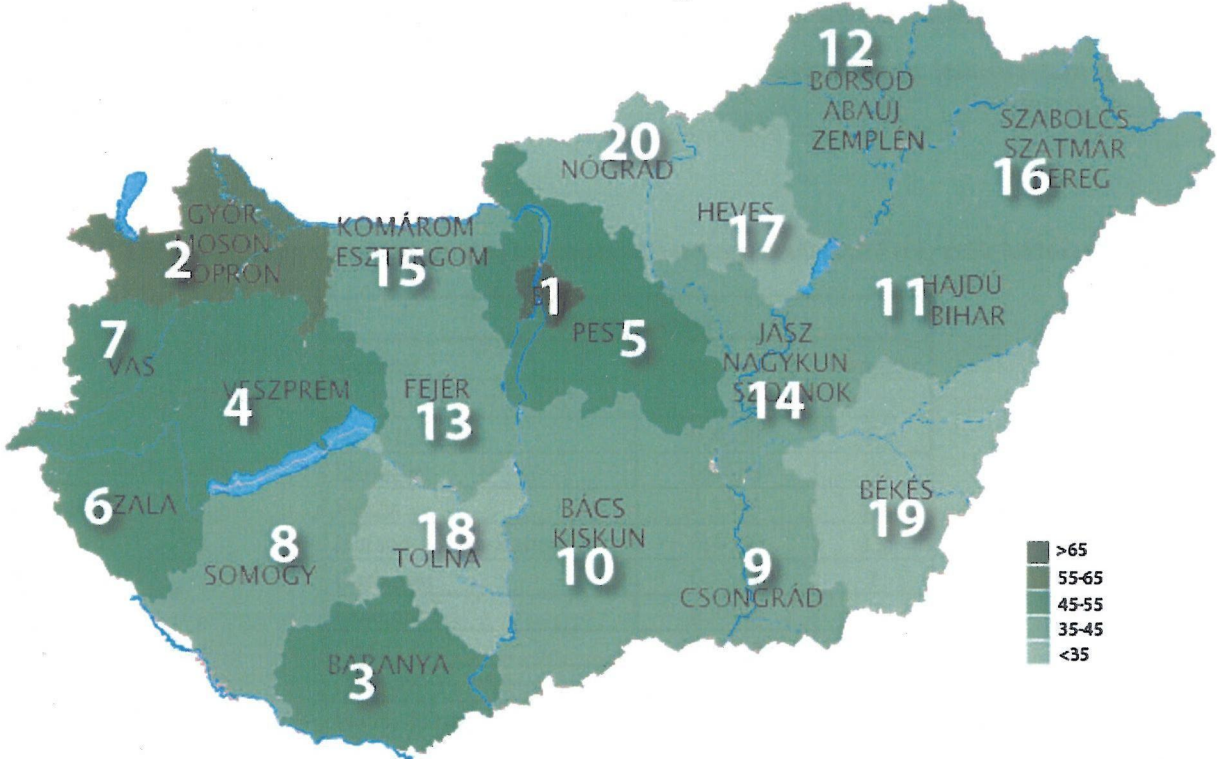 12
BORSOD
ABAÚJ
ZEMPLÉN
SZABOLCS
SZATMÁR
BEREG
16
20
NÓGRÁD
HEVES
17
GYŐR
MOSON
SOPRON
2
KOMÁROM
ESZTERGOM
15
1
PEST
5
11
HAJDÚ
BIHAR
7
VAS
JÁSZ
NAGYKUN
SZOLNOK
14
VESZPRÉM
4
FEJÉR
13
6
ZALA
8
SOMOGY
18
TOLNA
BÁCS
KISKUN
10
9
CSONGRÁD
BÉKÉS
19
BARANYA
3
>65
55-65
45-55
35-45
<35